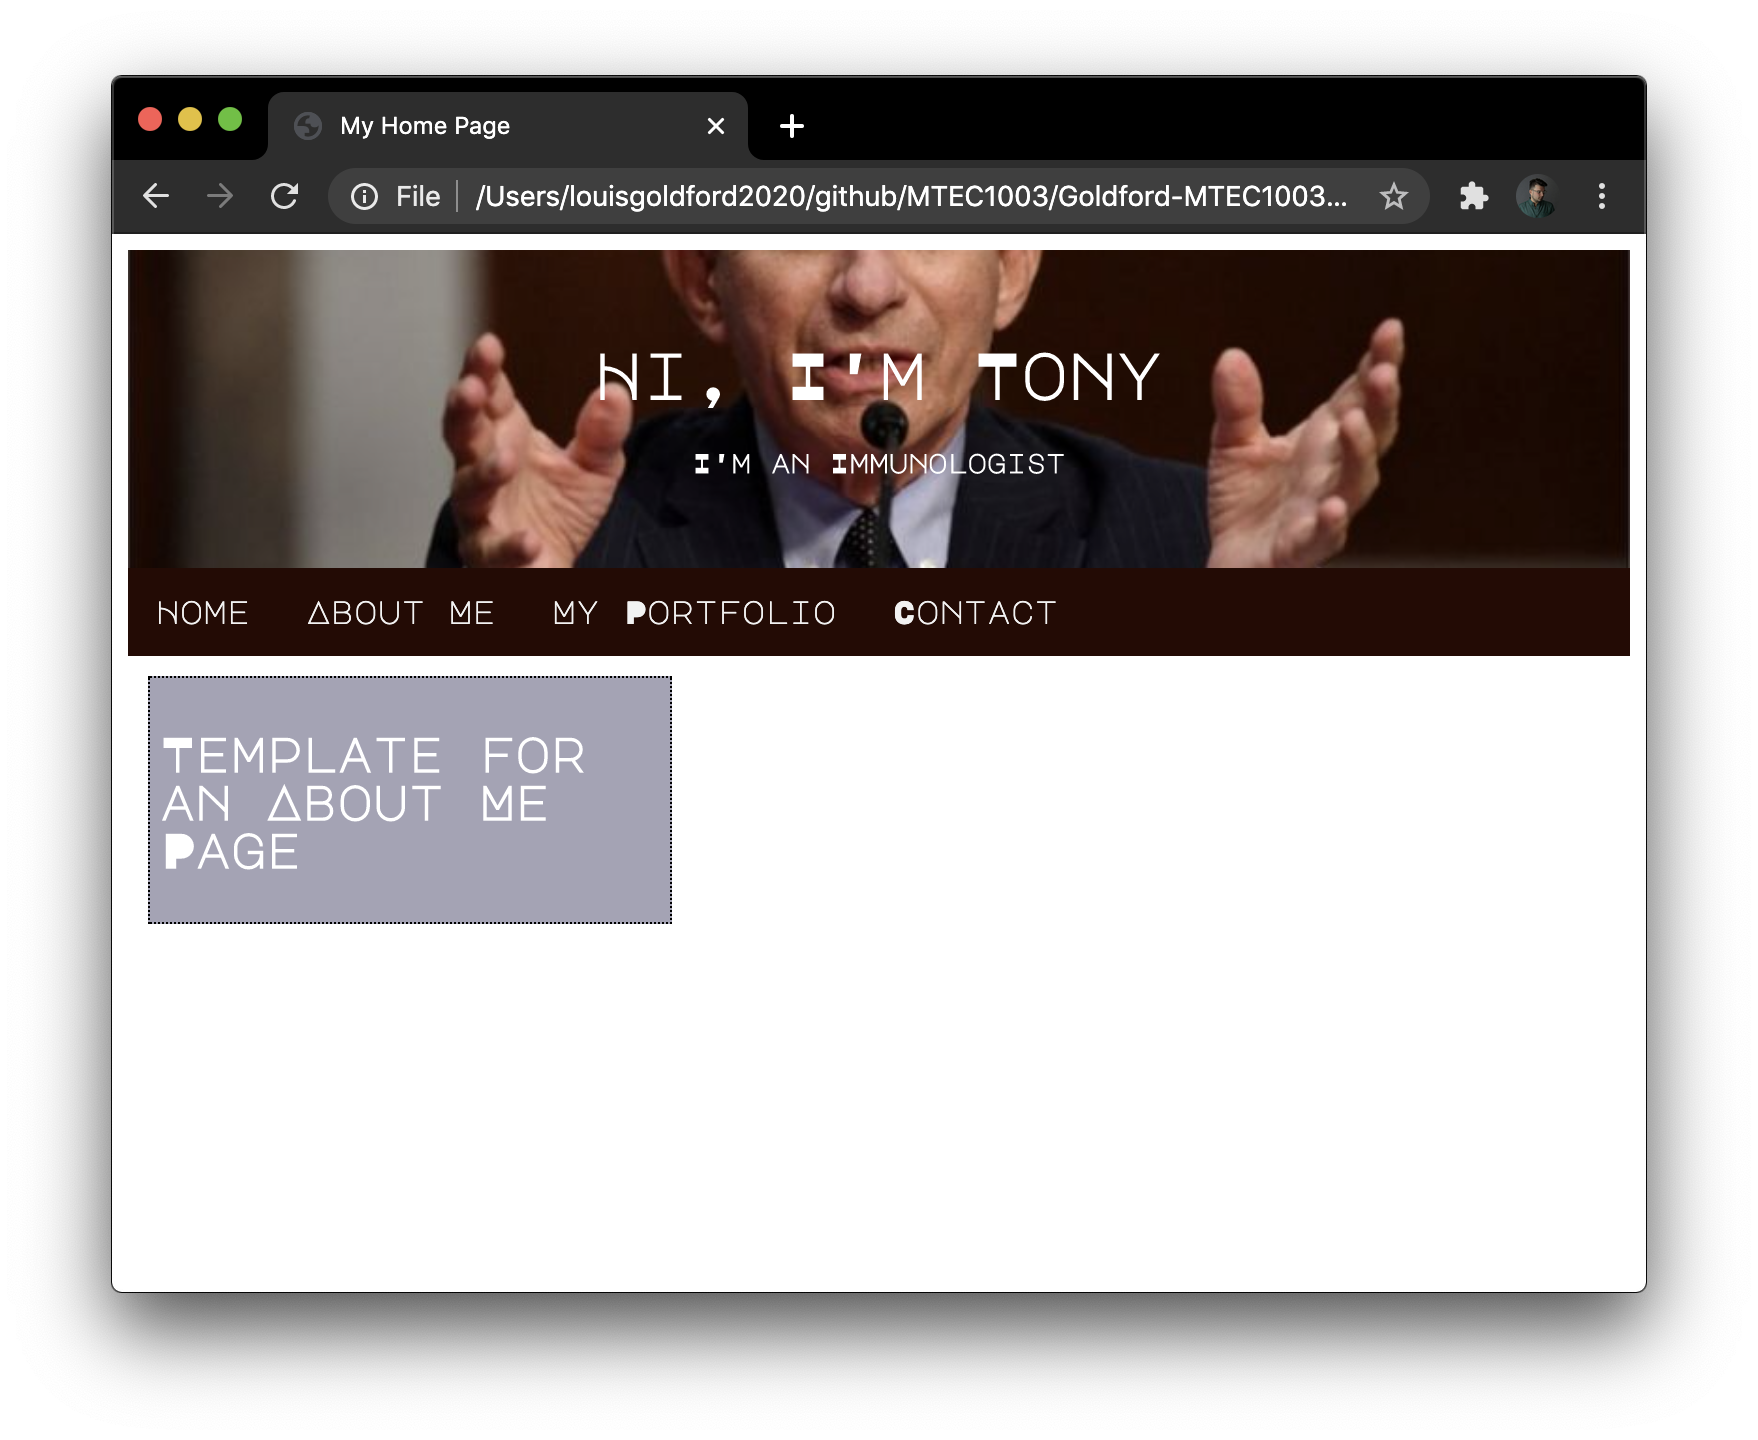 My Home Page
File /Users/louisgoldford2020/github/MTEC1003/Goldford-MTEC1003...
Hi, I'm Tony
I'm an Immunologist
Home About Me My Portfolio Contact
Template for
an About Me
Page